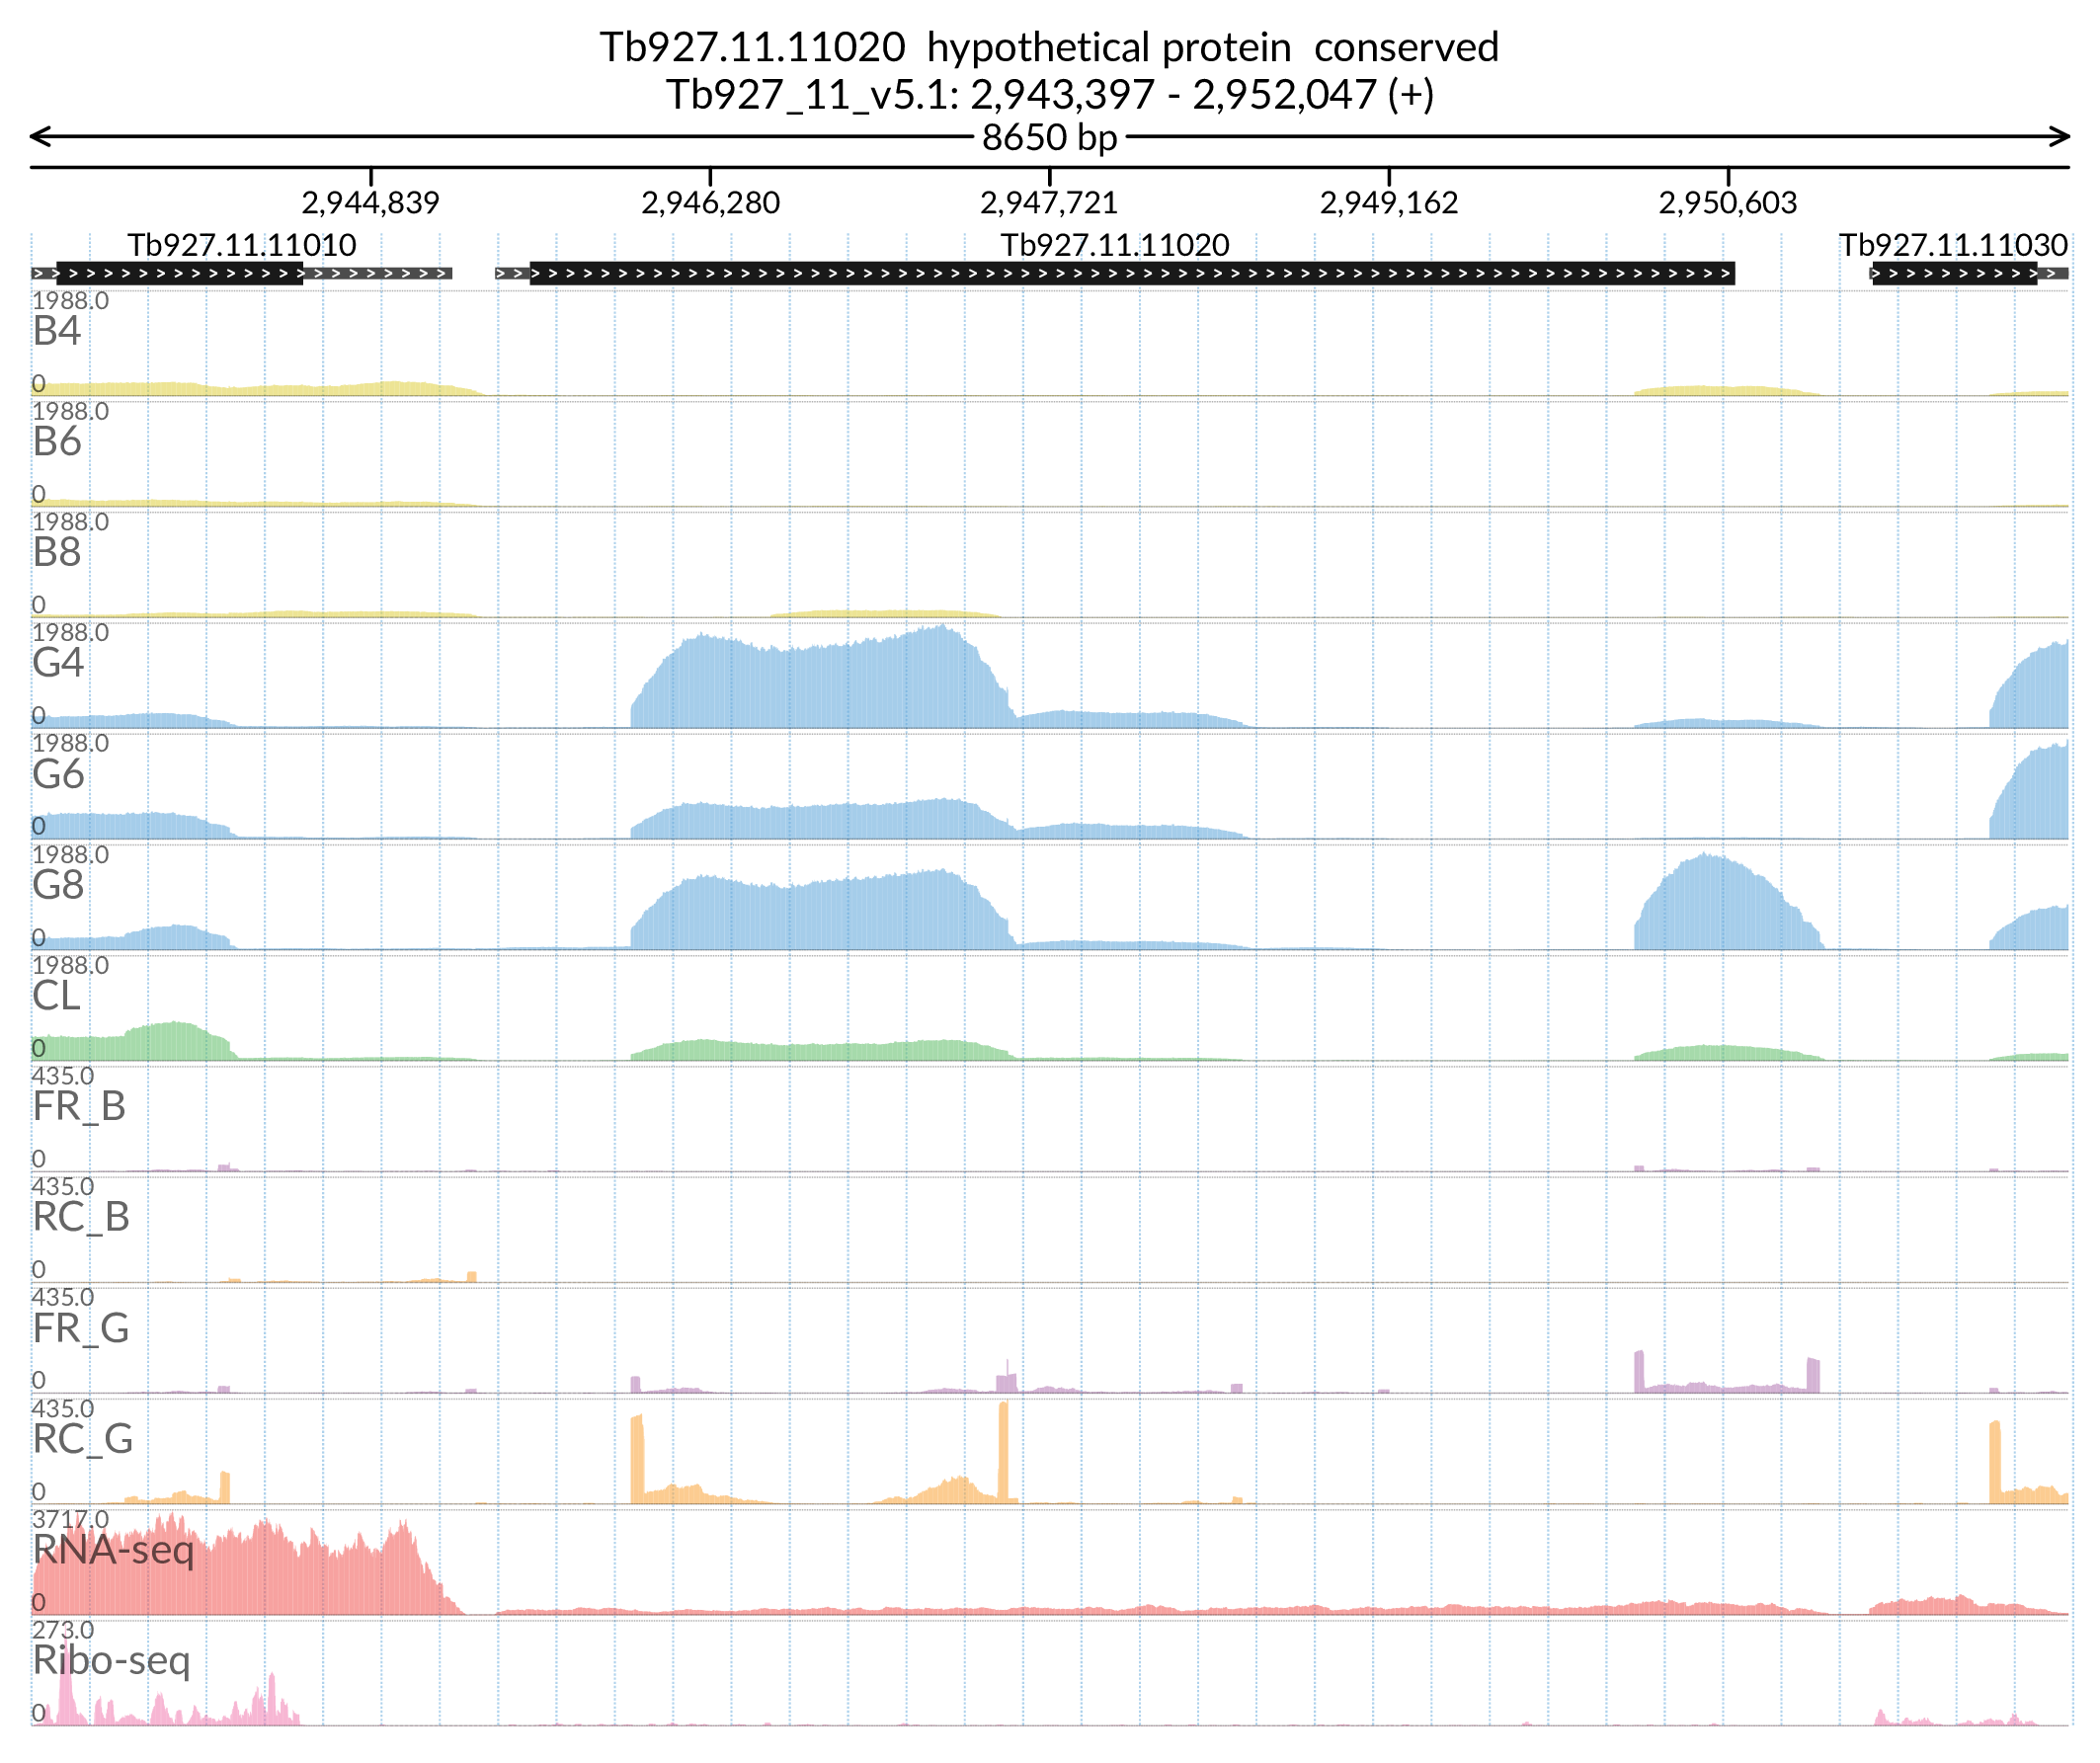 Tb927.11.11020 hypothetical protein conserved
Tb927_11_v5.1: 2,943,397 - 2,952,047 (+)
8650 bp
2,944,839 2,946,280 2,947,721 2,949,162 2,950,603
Tb927.11.11010 Tb927.11.11020 Tb927.11.11030
1988.0
B4
0
1988.0
B6
0
1988.0
B8
0
1988.0
G4
0
1988.0
G6
0
1988.0
G8
0
1988.0
CL
0
435.0
FR_B
0
435.0
RC_B
0
435.0
FR_G
0
435.0
RC_G
0
3717.0
RNA-seq
0
273.0
Ribo-seq
0